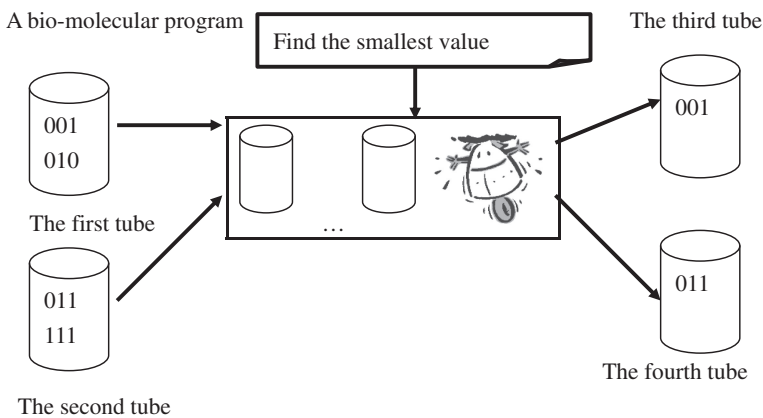 A bio-molecular program
Find the smallest value
The third tube
001
010
001
The first tube
…
011
111
011
The fourth tube
The second tube